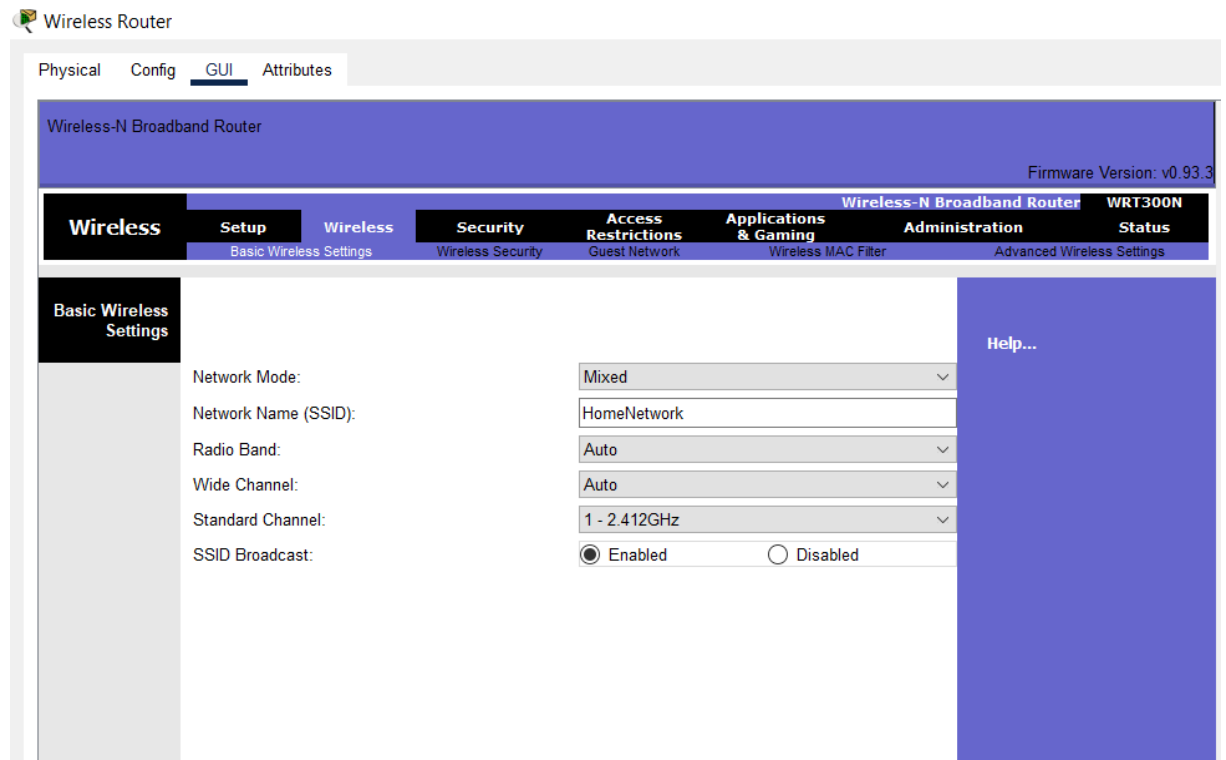 Wireless Router
Physical Config GUI Attributes
Wireless-N Broadband Router
Firmware Version: v0.93.3
Wireless-N Broadband Router WRT300N
Wireless Setup Wireless Security Access Restrictions Applications & Gaming Administration Status
Basic Wireless Settings Wireless Security Guest Network Wireless MAC Filter Advanced Wireless Settings
Basic Wireless
Settings
Help...
Network Mode: Mixed
Network Name (SSID): HomeNetwork
Radio Band: Auto
Wide Channel: Auto
Standard Channel: 1 - 2.412GHz
SSID Broadcast: Enabled Disabled